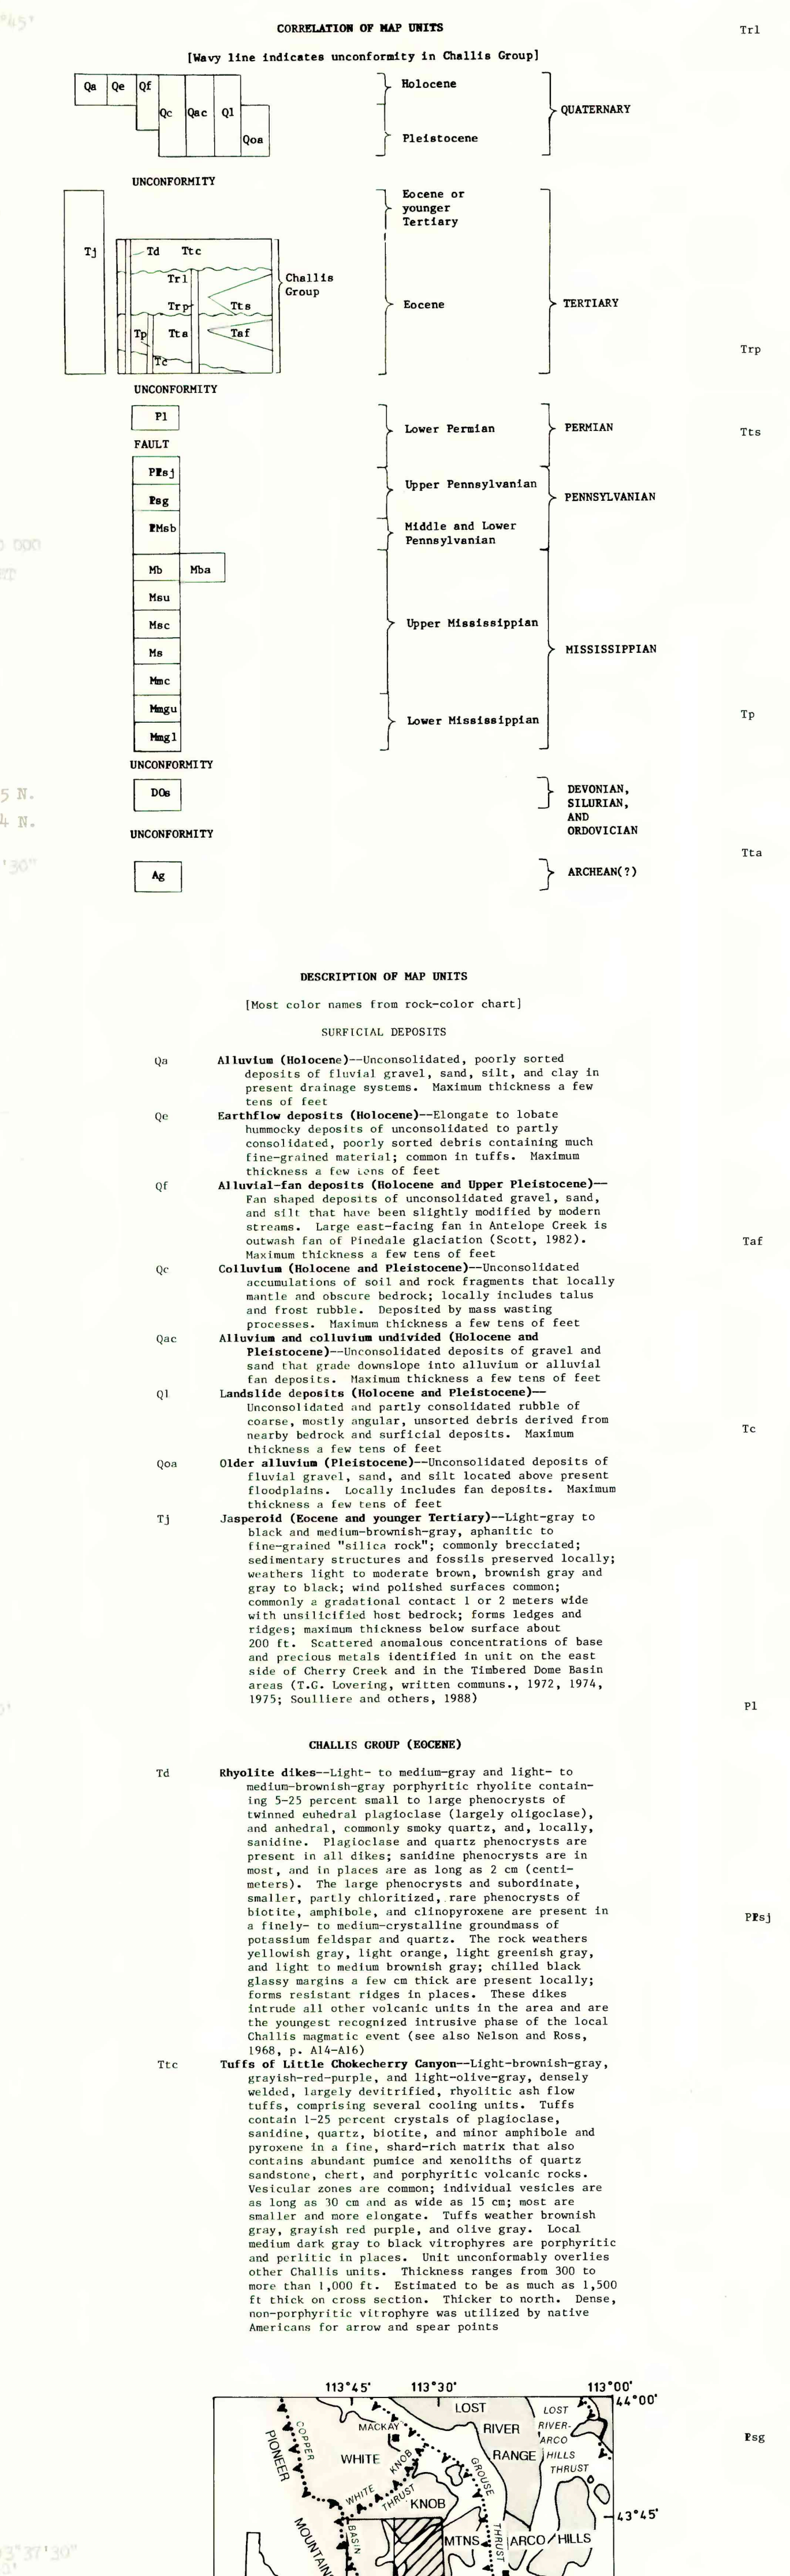 CORRELATION OF MAP UNITS
[Wavy line indicates unconformity in Challis Group]
Qa Qe Qf
Qc Qac Ql
Qoa
Holocene
Pleistocene
QUATERNARY
UNCONFORMITY
Tj
Td Ttc
Trl
Trp
Tts
Tp Tta Taf
Tc
Challis
Group
Eocene or
younger
Tertiary
Eocene
TERTIARY
UNCONFORMITY
Pl
Lower Permian
PERMIAN
FAULT
PPsj
Psg
PMsb
Upper Pennsylvanian
Middle and Lower
Pennsylvanian
PENNSYLVANIAN
Mb Mba
Msu
Msc
Ms
Mmc
Mmgu
Mmgl
Upper Mississippian
Lower Mississippian
MISSISSIPPIAN
UNCONFORMITY
DOs
DEVONIAN,
SILURIAN,
AND
ORDOVICIAN
UNCONFORMITY
Ag
ARCHEAN(?)
DESCRIPTION OF MAP UNITS
[Most color names from rock-color chart]
SURFICIAL DEPOSITS
Qa Alluvium (Holocene)--Unconsolidated, poorly sorted
deposits of fluvial gravel, sand, silt, and clay in
present drainage systems. Maximum thickness a few
tens of feet
Qe Earthflow deposits (Holocene)--Elongate to lobate
hummocky deposits of unconsolidated to partly
consolidated, poorly sorted debris containing much
fine-grained material; common in tuffs. Maximum
thickness a few tens of feet
Qf Alluvial-fan deposits (Holocene and Upper Pleistocene)--
Fan shaped deposits of unconsolidated gravel, sand,
and silt that have been slightly modified by modern
streams. Large east-facing fan in Antelope Creek is
outwash fan of Pinedale glaciation (Scott, 1982).
Maximum thickness a few tens of feet
Qc Colluvium (Holocene and Pleistocene)--Unconsolidated
accumulations of soil and rock fragments that locally
mantle and obscure bedrock; locally includes talus
and frost rubble. Deposited by mass wasting
processes. Maximum thickness a few tens of feet
Qac Alluvium and colluvium undivided (Holocene and
Pleistocene)--Unconsolidated deposits of gravel and
sand that grade downslope into alluvium or alluvial
fan deposits. Maximum thickness a few tens of feet
Ql Landslide deposits (Holocene and Pleistocene)--
Unconsolidated and partly consolidated rubble of
coarse, mostly angular, unsorted debris derived from
nearby bedrock and surficial deposits. Maximum
thickness a few tens of feet
Qoa Older alluvium (Pleistocene)--Unconsolidated deposits of
fluvial gravel, sand, and silt located above present
floodplains. Locally includes fan deposits. Maximum
thickness a few tens of feet
Tj Jasperoid (Eocene and younger Tertiary)--Light-gray to
black and medium-brownish-gray, aphanitic to
fine-grained "silica rock"; commonly brecciated;
sedimentary structures and fossils preserved locally;
weathers light to moderate brown, brownish gray and
gray to black; wind polished surfaces common;
commonly a gradational contact 1 or 2 meters wide
with unsilicified host bedrock; forms ledges and
ridges; maximum thickness below surface about
200 ft. Scattered anomalous concentrations of base
and precious metals identified in unit on the east
side of Cherry Creek and in the Timbered Dome Basin
areas (T.G. Lovering, written communs., 1972, 1974,
1975; Soulliere and others, 1988)
CHALLIS GROUP (EOCENE)
Td Rhyolite dikes--Light- to medium-gray and light- to
medium-brownish-gray porphyritic rhyolite contain-
ing 5-25 percent small to large phenocrysts of
twinned euhedral plagioclase (largely oligoclase),
and anhedral, commonly smoky quartz, and, locally,
sanidine. Plagioclase and quartz phenocrysts are
present in all dikes; sanidine phenocrysts are in
most, and in places are as long as 2 cm (centi-
meters). The large phenocrysts and subordinate,
smaller, partly chloritized, rare phenocrysts of
biotite, amphibole, and clinopyroxene are present in
a finely- to medium-crystalline groundmass of
potassium feldspar and quartz. The rock weathers
yellowish gray, light orange, light greenish gray,
and light to medium brownish gray; chilled black
glassy margins a few cm thick are present locally;
forms resistant ridges in places. These dikes
intrude all other volcanic units in the area and are
the youngest recognized intrusive phase of the local
Challis magmatic event (see also Nelson and Ross,
1968, p. A14-A16)
Ttc Tuffs of Little Chokecherry Canyon--Light-brownish-gray,
grayish-red-purple, and light-olive-gray, densely
welded, largely devitrified, rhyolitic ash flow
tuffs, comprising several cooling units. Tuffs
contain 1-25 percent crystals of plagioclase,
sanidine, quartz, biotite, and minor amphibole and
pyroxene in a fine, shard-rich matrix that also
contains abundant pumice and xenoliths of quartz
sandstone, chert, and porphyritic volcanic rocks.
Vesicular zones are common; individual vesicles are
as long as 30 cm and as wide as 15 cm; most are
smaller and more elongate. Tuffs weather brownish
gray, grayish red purple, and olive gray. Local
medium dark gray to black vitrophyres are porphyritic
and perlitic in places. Unit unconformably overlies
other Challis units. Thickness ranges from 300 to
more than 1,000 ft. Estimated to be as much as 1,500
ft thick on cross section. Thicker to north. Dense,
non-porphyritic vitrophyre was utilized by native
Americans for arrow and spear points
113°45' 113°30' 113°00'
44°00'
LOST
RIVER
RANGE
LOST
RIVER-
ARCO
HILLS
THRUST
MACKAY
COPPER
PIONEER
WHITE
KNOB
WHITE KNOB
THRUST
GROUSE
43°45'
BASIN
MOUNTAIN
MTNS
THRUST
ARCO HILLS
Trl
Trp
Tts
Tp
Tta
Taf
Tc
Pl
PPsj
Psg
°45'
5 N.
4 N.
'30"
3°37'30"